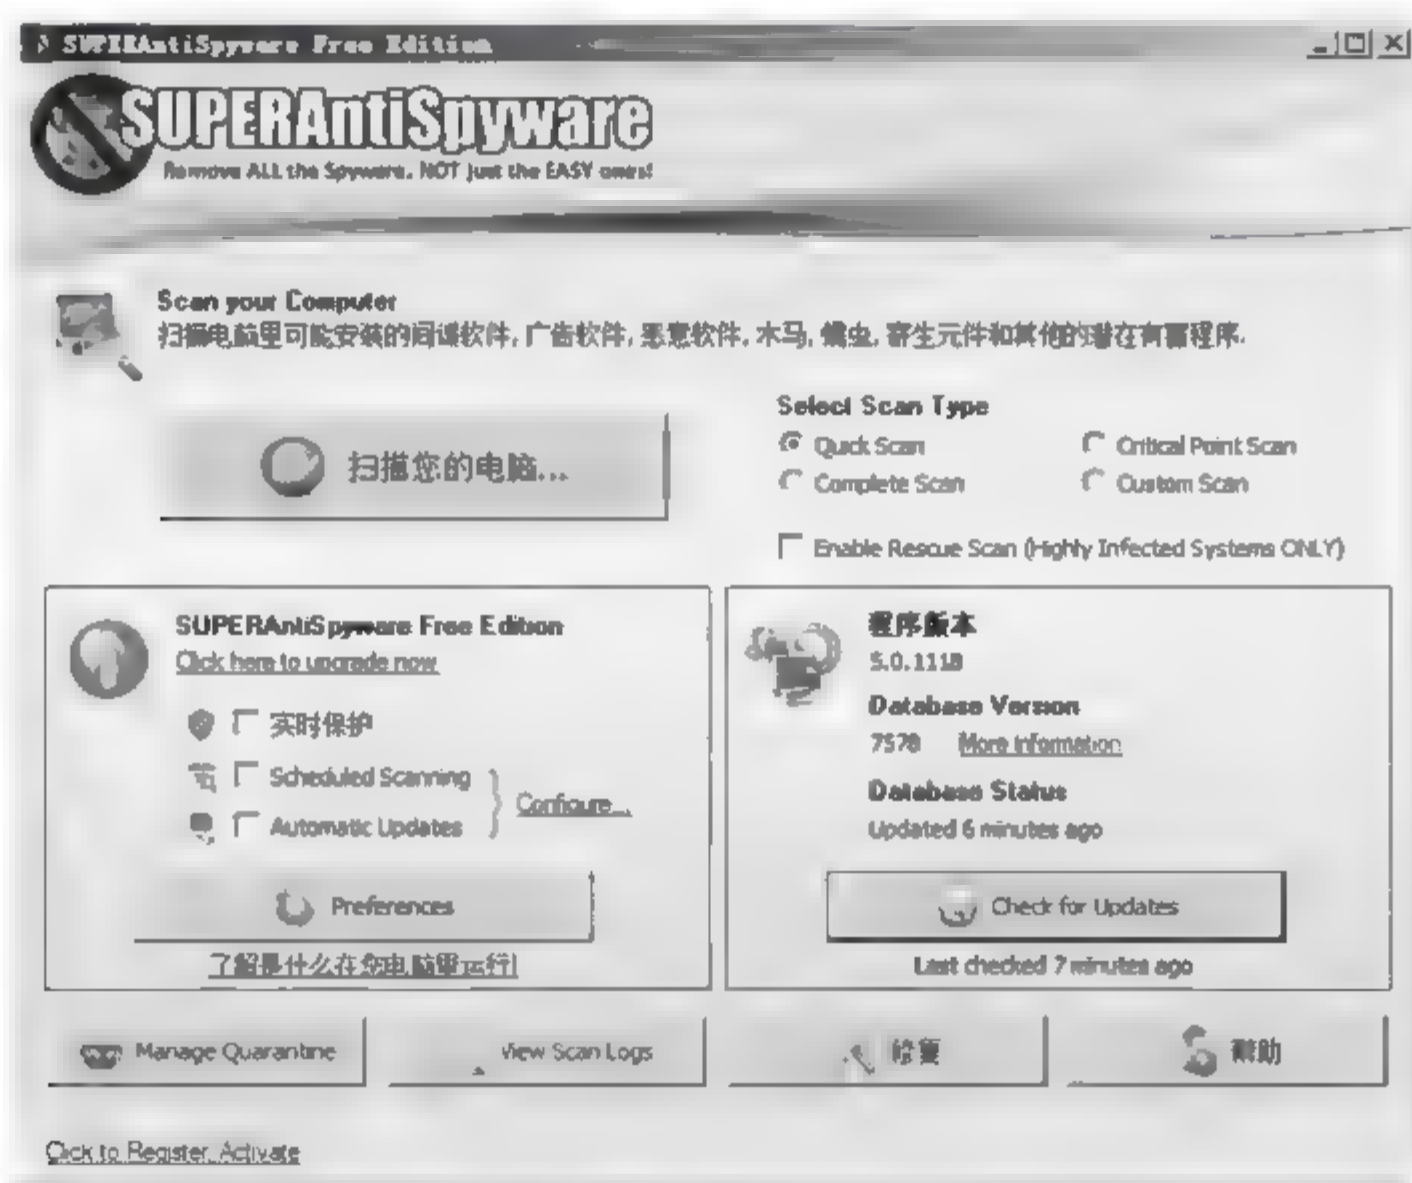 SUPERAntiSpyware Free Edition
SUPERAntiSpyware
Remove ALL the Spyware. NOT just the EASY ones!
Scan your Computer
扫描电脑里可能安装的间谍软件, 广告软件, 恶意软件, 木马, 蠕虫, 寄生元件和其他的潜在有害程序.
扫描您的电脑...
Select Scan Type
Quick Scan
Critical Point Scan
Complete Scan
Custom Scan
Enable Rescue Scan (Highly Infected Systems ONLY)
SUPERAntiSpyware Free Edition
Click here to upgrade now
实时保护
Scheduled Scanning
Automatic Updates
Configure...
Preferences
了解是什么在您电脑里运行!
程序版本
5.0.1118
Database Version
7578 More Information
Database Status
Updated 6 minutes ago
Check for Updates
Last checked 7 minutes ago
Manage Quarantine
View Scan Logs
修复
帮助
Click to Register, Activate